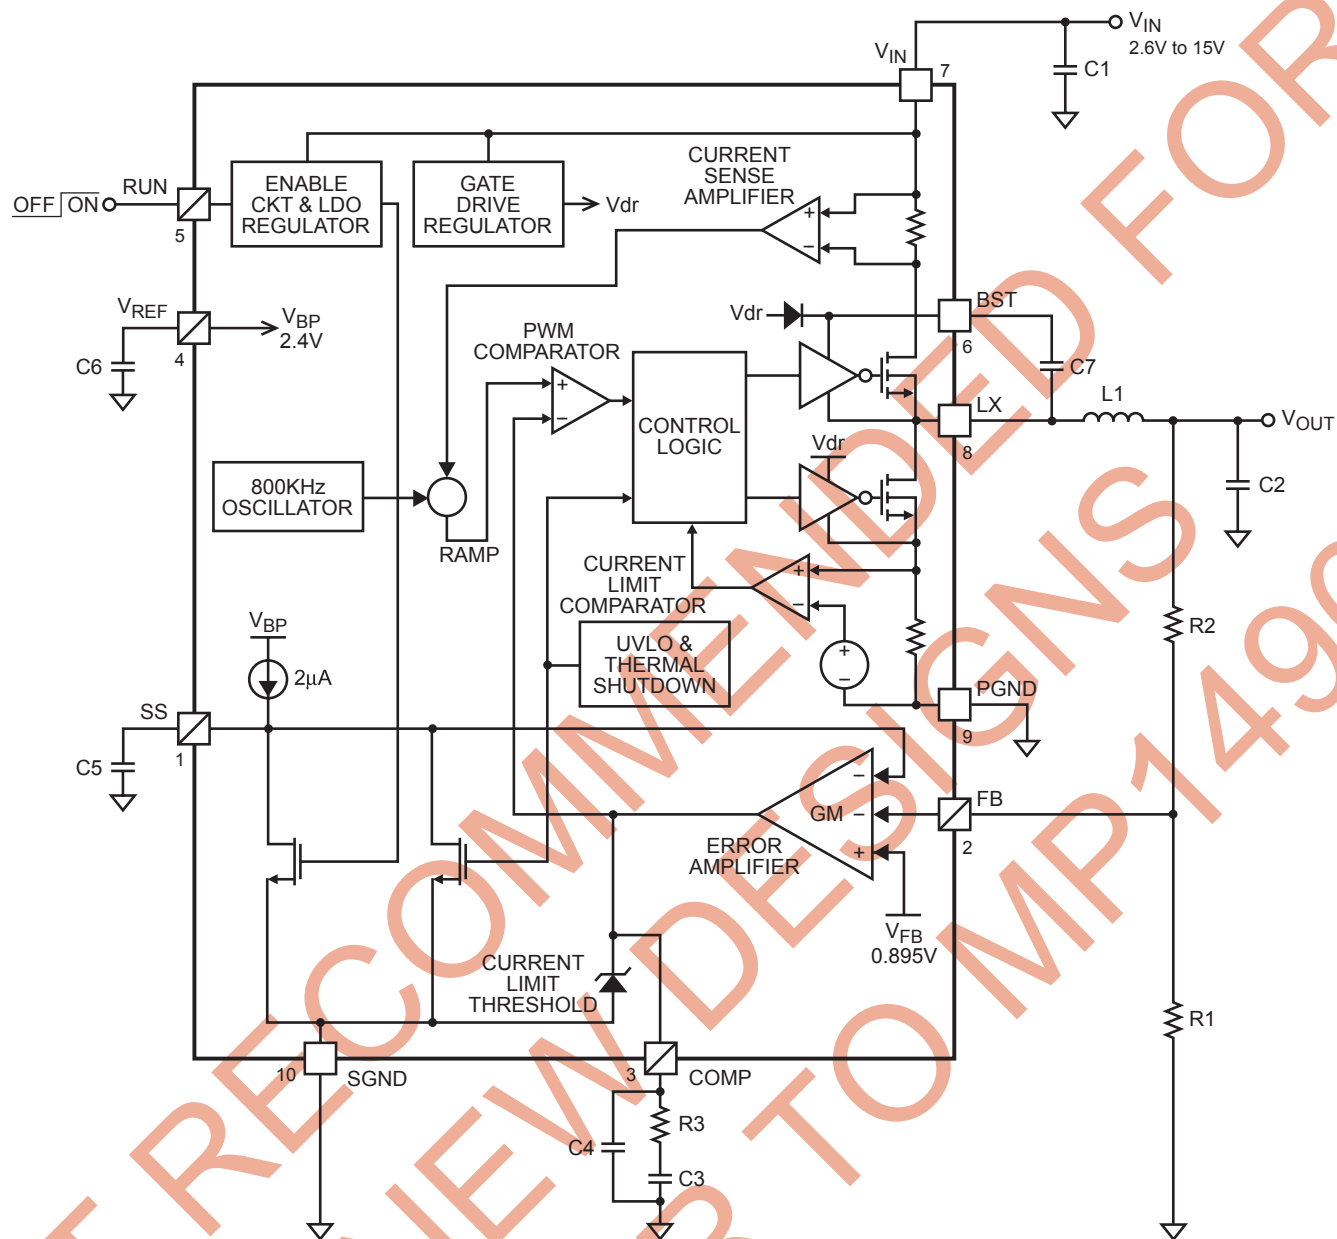 VIN
2.6V to 15V
VIN
7
C1
RUN
OFF ON
5
ENABLE
CKT & LDO
REGULATOR
GATE
DRIVE
REGULATOR
Vdr
CURRENT
SENSE
AMPLIFIER
+
−
VREF
4
VBP
2.4V
C6
PWM
COMPARATOR
+
−
Vdr
BST
6
C7
CONTROL
LOGIC
LX
8
L1
VOUT
C2
Vdr
800KHz
OSCILLATOR
RAMP
CURRENT
LIMIT
COMPARATOR
+
−
UVLO &
THERMAL
SHUTDOWN
+
−
R2
VBP
2μA
SS
1
C5
PGND
9
−
GM −
+
ERROR
AMPLIFIER
FB
2
VFB
0.895V
CURRENT
LIMIT
THRESHOLD
R1
10
SGND
3
COMP
R3
C4
C3
T RECOMMENDED FOR
NEW DESIGNS
R TO MP149